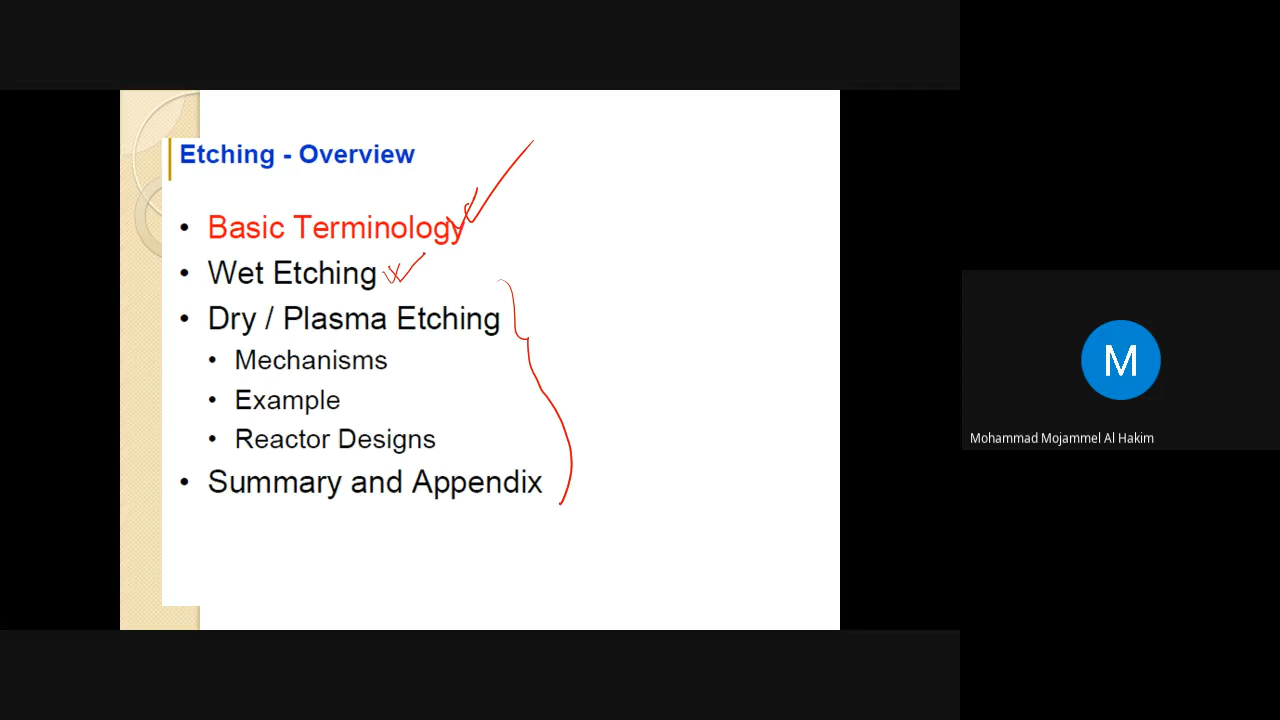 Etching - Overview
• Basic Terminology
• Wet Etching
• Dry / Plasma Etching
• Mechanisms
• Example
• Reactor Designs
• Summary and Appendix
M
Mohammad Mojammel Al Hakim